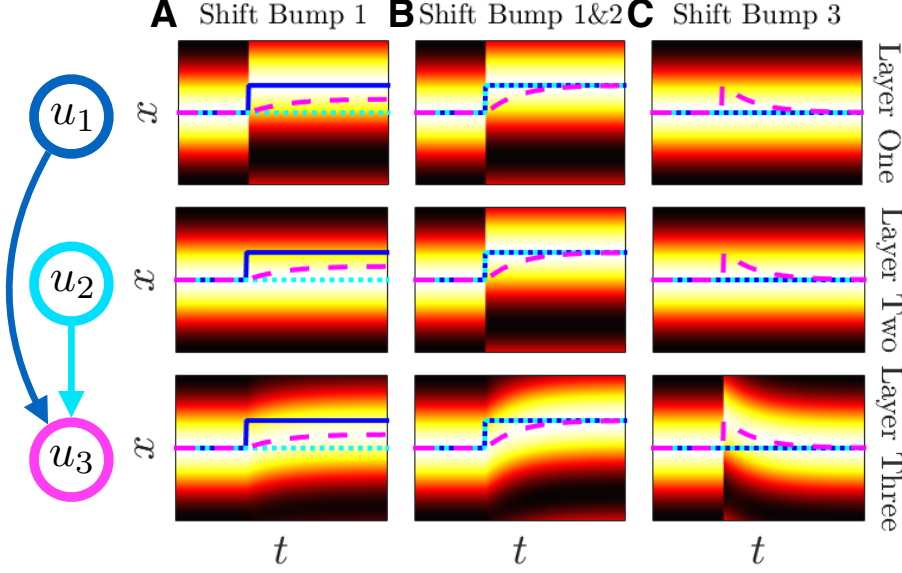 A Shift Bump 1
B Shift Bump 1&2
C Shift Bump 3
u1
x
Layer One
u2
x
Layer Two
u3
x
Layer Three
t
t
t